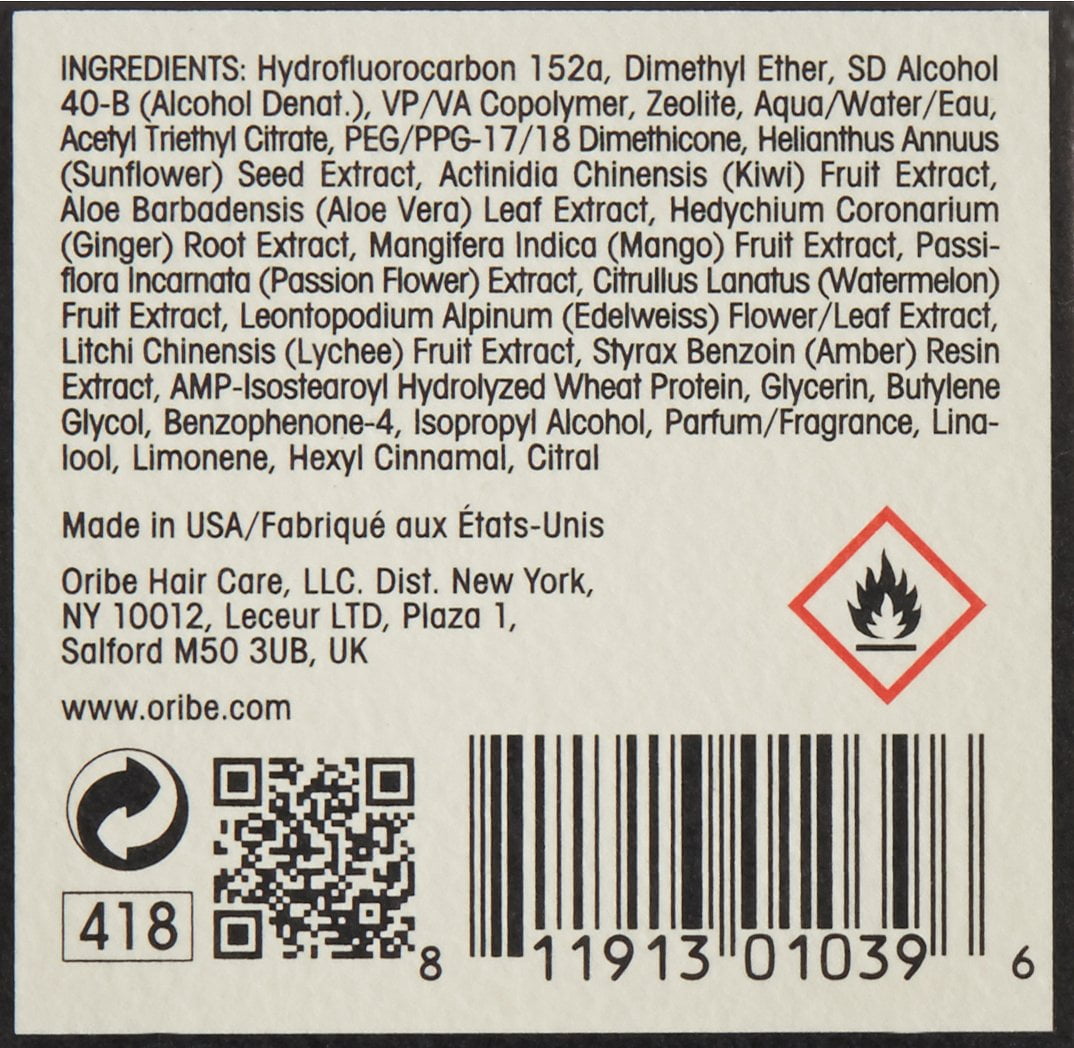 INGREDIENTS: Hydrofluorocarbon 152a, Dimethyl Ether, SD Alcohol
40-B (Alcohol Denat.), VP/VA Copolymer, Zeolite, Aqua/Water/Eau,
Acetyl Triethyl Citrate, PEG/PPG-17/18 Dimethicone, Helianthus Annuus
(Sunflower) Seed Extract, Actinidia Chinensis (Kiwi) Fruit Extract,
Aloe Barbadensis (Aloe Vera) Leaf Extract, Hedychium Coronarium
(Ginger) Root Extract, Mangifera Indica (Mango) Fruit Extract, Passi-
flora Incarnata (Passion Flower) Extract, Citrullus Lanatus (Watermelon)
Fruit Extract, Leontopodium Alpinum (Edelweiss) Flower/Leaf Extract,
Litchi Chinensis (Lychee) Fruit Extract, Styrax Benzoin (Amber) Resin
Extract, AMP-Isostearoyl Hydrolyzed Wheat Protein, Glycerin, Butylene
Glycol, Benzophenone-4, Isopropyl Alcohol, Parfum/Fragrance, Lina-
lool, Limonene, Hexyl Cinnamal, Citral
Made in USA/Fabriqué aux États-Unis
Oribe Hair Care, LLC. Dist. New York,
NY 10012, Leceur LTD, Plaza 1,
Salford M50 3UB, UK
www.oribe.com
418
8 11913 01039 6